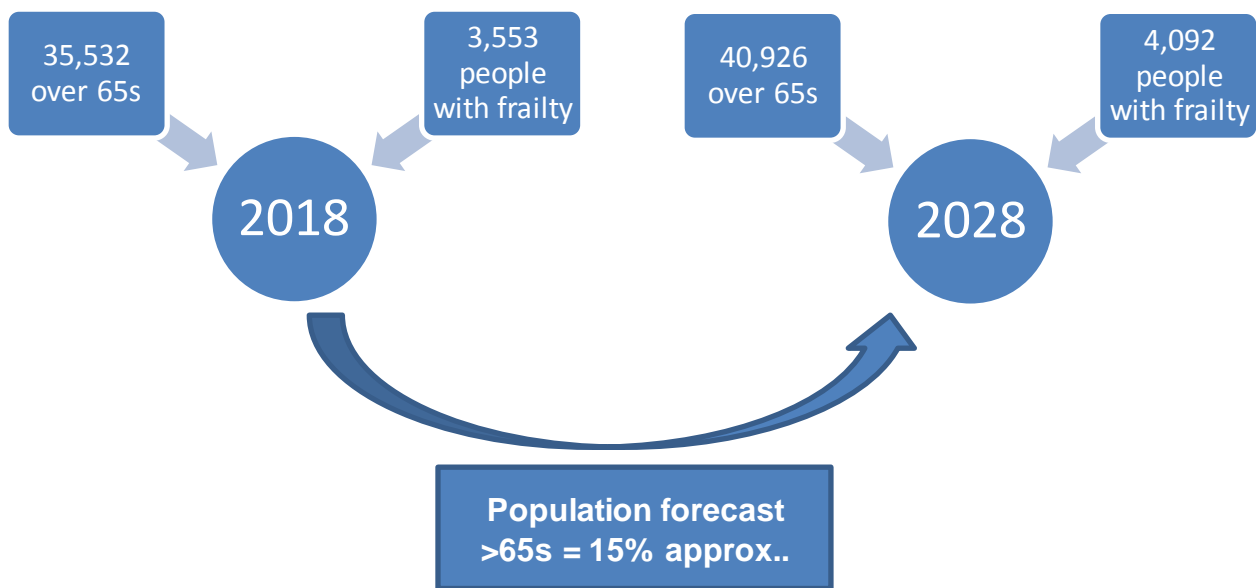 35,532
over 65s
3,553
people
with frailty
2018
40,926
over 65s
4,092
people
with frailty
2028
Population forecast
>65s = 15% approx..